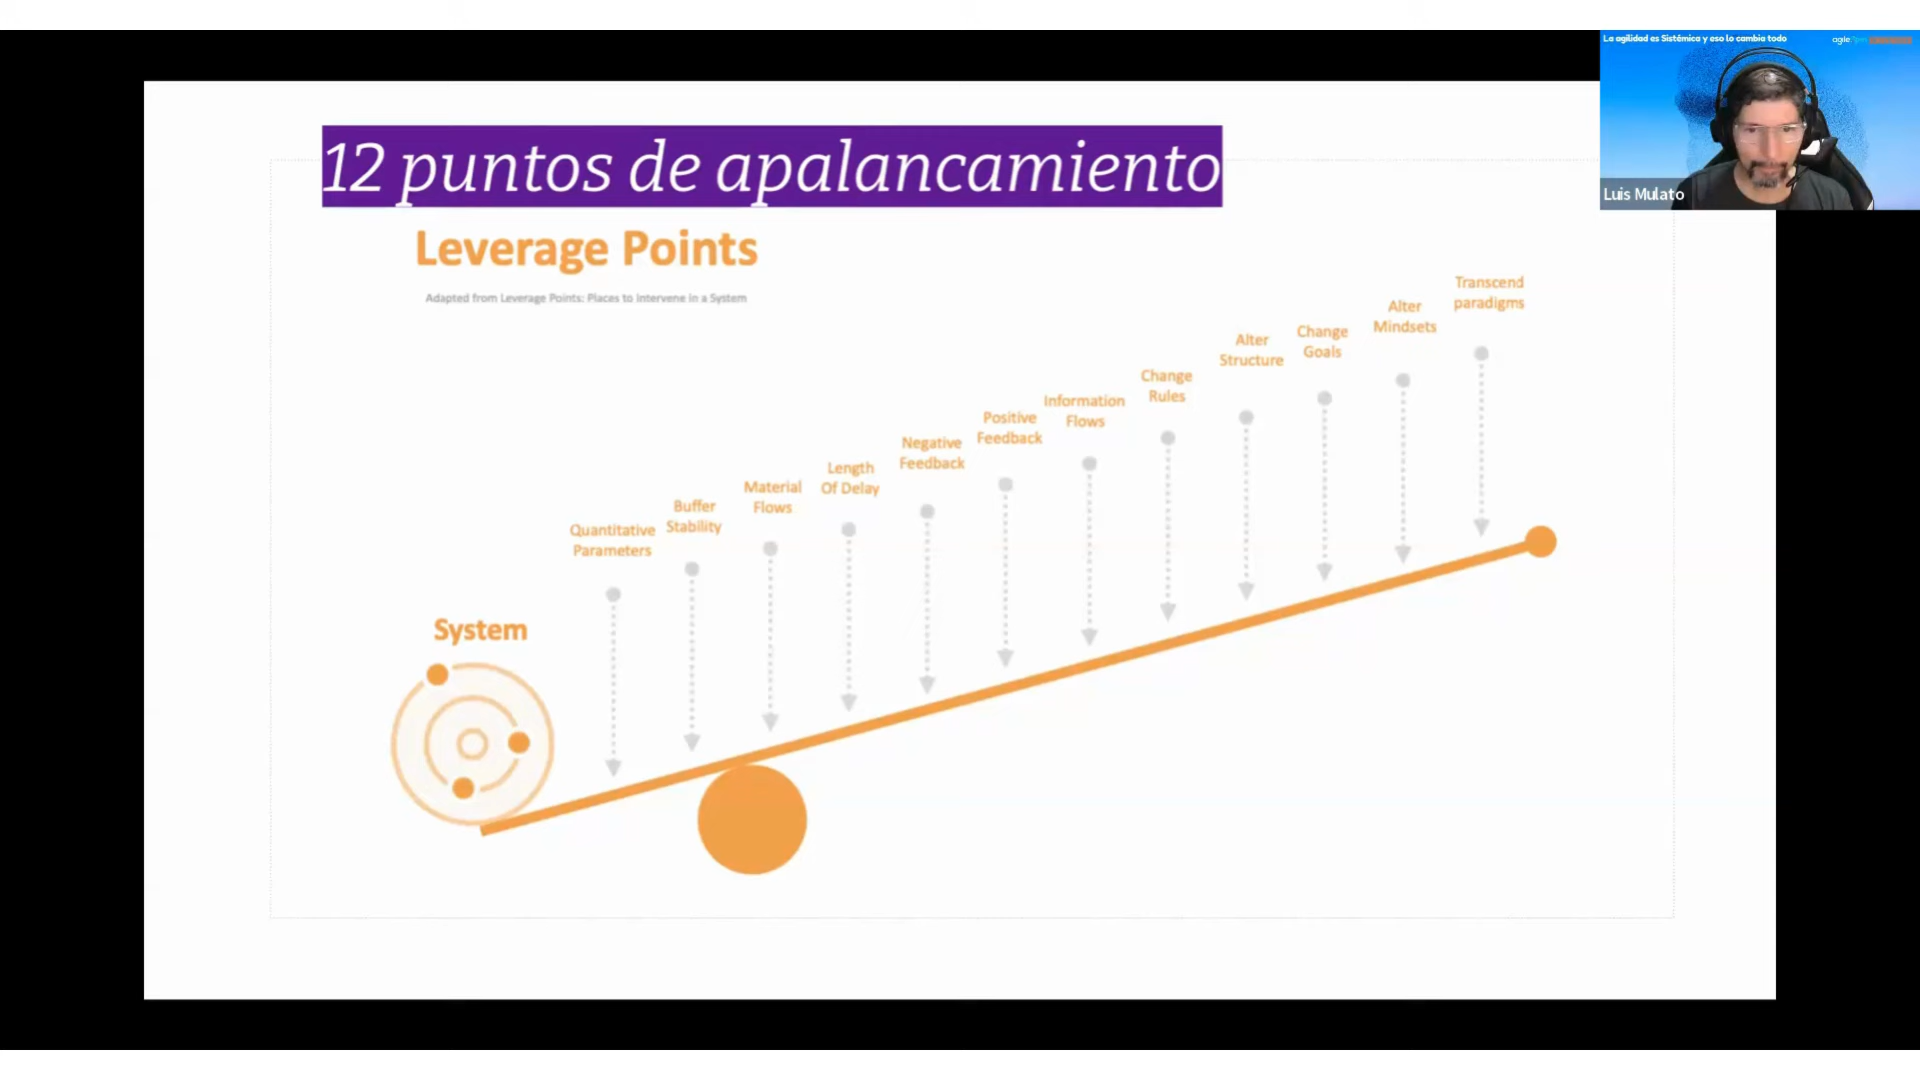 La agilidad es Sistémica y eso lo cambia todo
agile
Luis Mulato
12 puntos de apalancamiento
Leverage Points
Adapted from Leverage Points: Places to Intervene in a System
Transcend
paradigms
Alter
Mindsets
Change
Goals
Alter
Structure
Change
Rules
Information
Flows
Positive
Feedback
Negative
Feedback
Length
Of Delay
Material
Flows
Buffer
Stability
Quantitative
Parameters
System